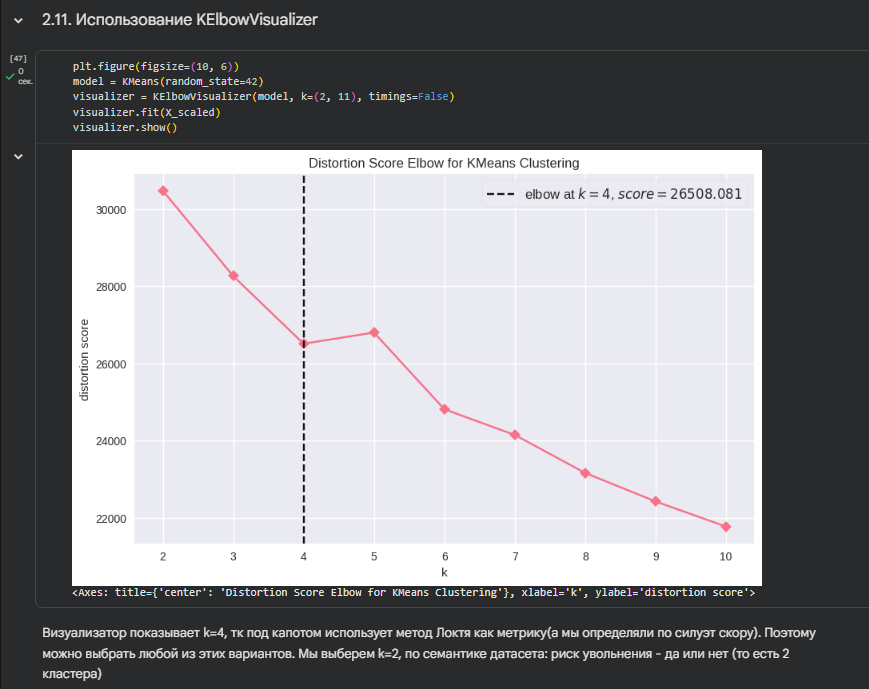 2.11. Использование KElbowVisualizer
[47]
0
сек.
plt.figure(figsize=(10, 6))
model = KMeans(random_state=42)
visualizer = KElbowVisualizer(model, k=(2, 11), timings=False)
visualizer.fit(X_scaled)
visualizer.show()
Distortion Score Elbow for KMeans Clustering
elbow at k = 4, score = 26508.081
30000
28000
26000
24000
22000
distortion score
2 3 4 5 6 7 8 9 10
k
<Axes: title={'center': 'Distortion Score Elbow for KMeans Clustering'}, xlabel='k', ylabel='distortion score'>
Визуализатор показывает k=4, тк под капотом использует метод Локтя как метрику(а мы определяли по силуэт скору). Поэтому
можно выбрать любой из этих вариантов. Мы выберем k=2, по семантике датасета: риск увольнения - да или нет (то есть 2
кластера)